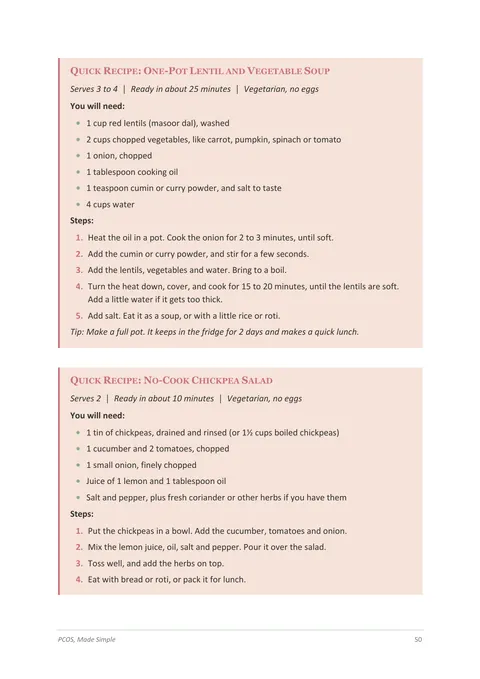 Quick Recipe: One-Pot Lentil and Vegetable Soup
Serves 3 to 4 | Ready in about 25 minutes | Vegetarian, no eggs
You will need:
• 1 cup red lentils (masoor dal), washed
• 2 cups chopped vegetables, like carrot, pumpkin, spinach or tomato
• 1 onion, chopped
• 1 tablespoon cooking oil
• 1 teaspoon cumin or curry powder, and salt to taste
• 4 cups water
Steps:
1. Heat the oil in a pot. Cook the onion for 2 to 3 minutes, until soft.
2. Add the cumin or curry powder, and stir for a few seconds.
3. Add the lentils, vegetables and water. Bring to a boil.
4. Turn the heat down, cover, and cook for 15 to 20 minutes, until the lentils are soft.
Add a little water if it gets too thick.
5. Add salt. Eat it as a soup, or with a little rice or roti.
Tip: Make a full pot. It keeps in the fridge for 2 days and makes a quick lunch.
Quick Recipe: No-Cook Chickpea Salad
Serves 2 | Ready in about 10 minutes | Vegetarian, no eggs
You will need:
• 1 tin of chickpeas, drained and rinsed (or 1½ cups boiled chickpeas)
• 1 cucumber and 2 tomatoes, chopped
• 1 small onion, finely chopped
• Juice of 1 lemon and 1 tablespoon oil
• Salt and pepper, plus fresh coriander or other herbs if you have them
Steps:
1. Put the chickpeas in a bowl. Add the cucumber, tomatoes and onion.
2. Mix the lemon juice, oil, salt and pepper. Pour it over the salad.
3. Toss well, and add the herbs on top.
4. Eat with bread or roti, or pack it for lunch.
PCOS, Made Simple 50